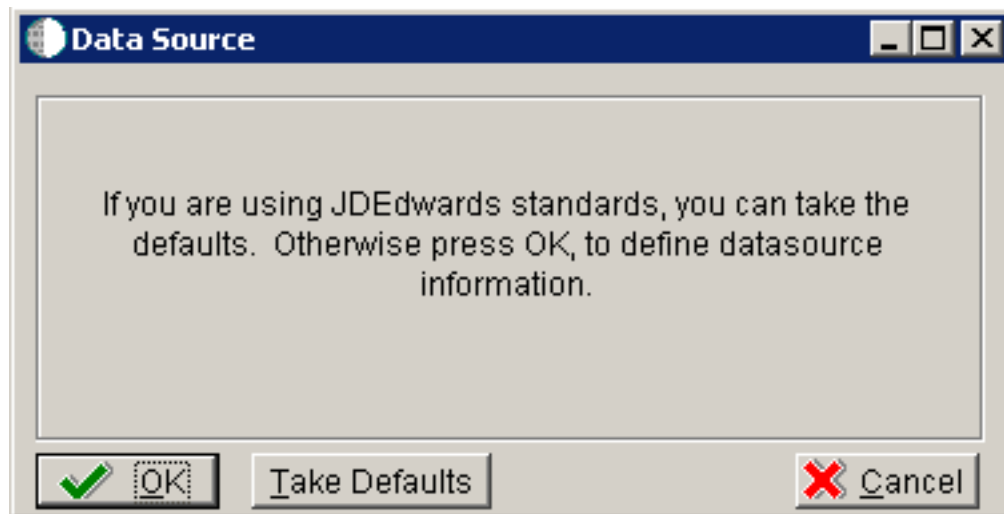 Data Source
If you are using JDEdwards standards, you can take the
defaults.  Otherwise press OK, to define datasource
information.
OK Take Defaults Cancel